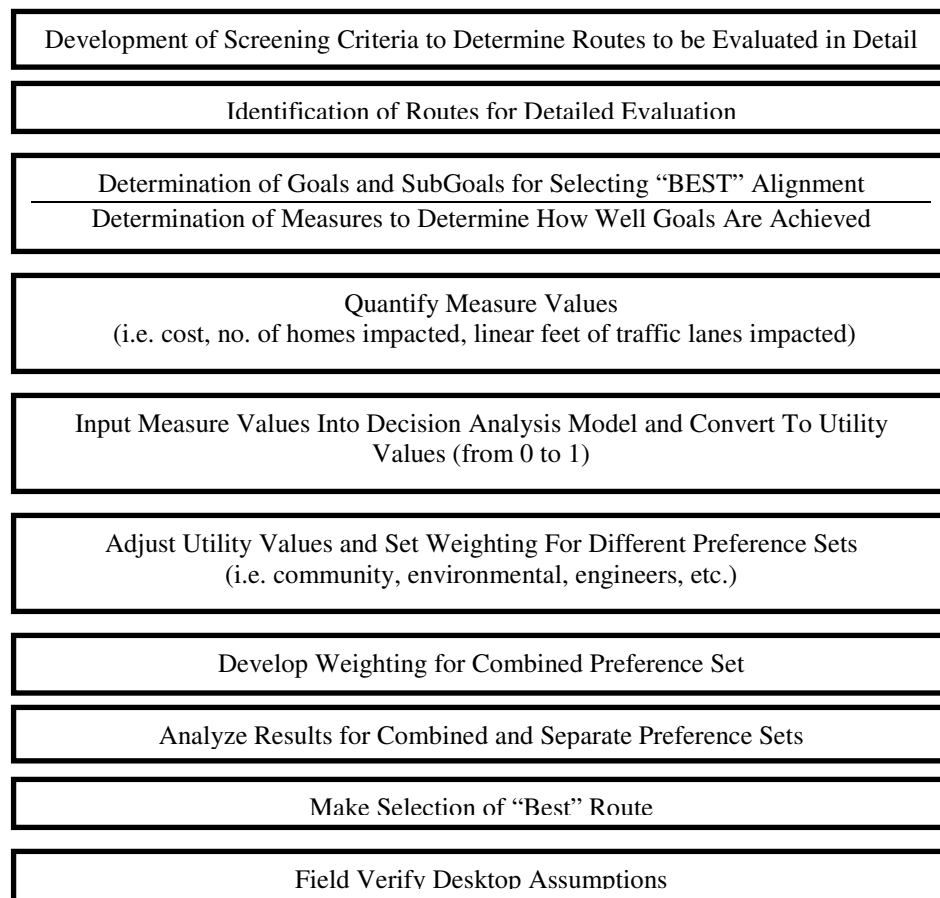 Development of Screening Criteria to Determine Routes to be Evaluated in Detail
Identification of Routes for Detailed Evaluation
Determination of Goals and SubGoals for Selecting “BEST” Alignment
Determination of Measures to Determine How Well Goals Are Achieved
Quantify Measure Values
(i.e. cost, no. of homes impacted, linear feet of traffic lanes impacted)
Input Measure Values Into Decision Analysis Model and Convert To Utility
Values (from 0 to 1)
Adjust Utility Values and Set Weighting For Different Preference Sets
(i.e. community, environmental, engineers, etc.)
Develop Weighting for Combined Preference Set
Analyze Results for Combined and Separate Preference Sets
Make Selection of “Best” Route
Field Verify Desktop Assumptions